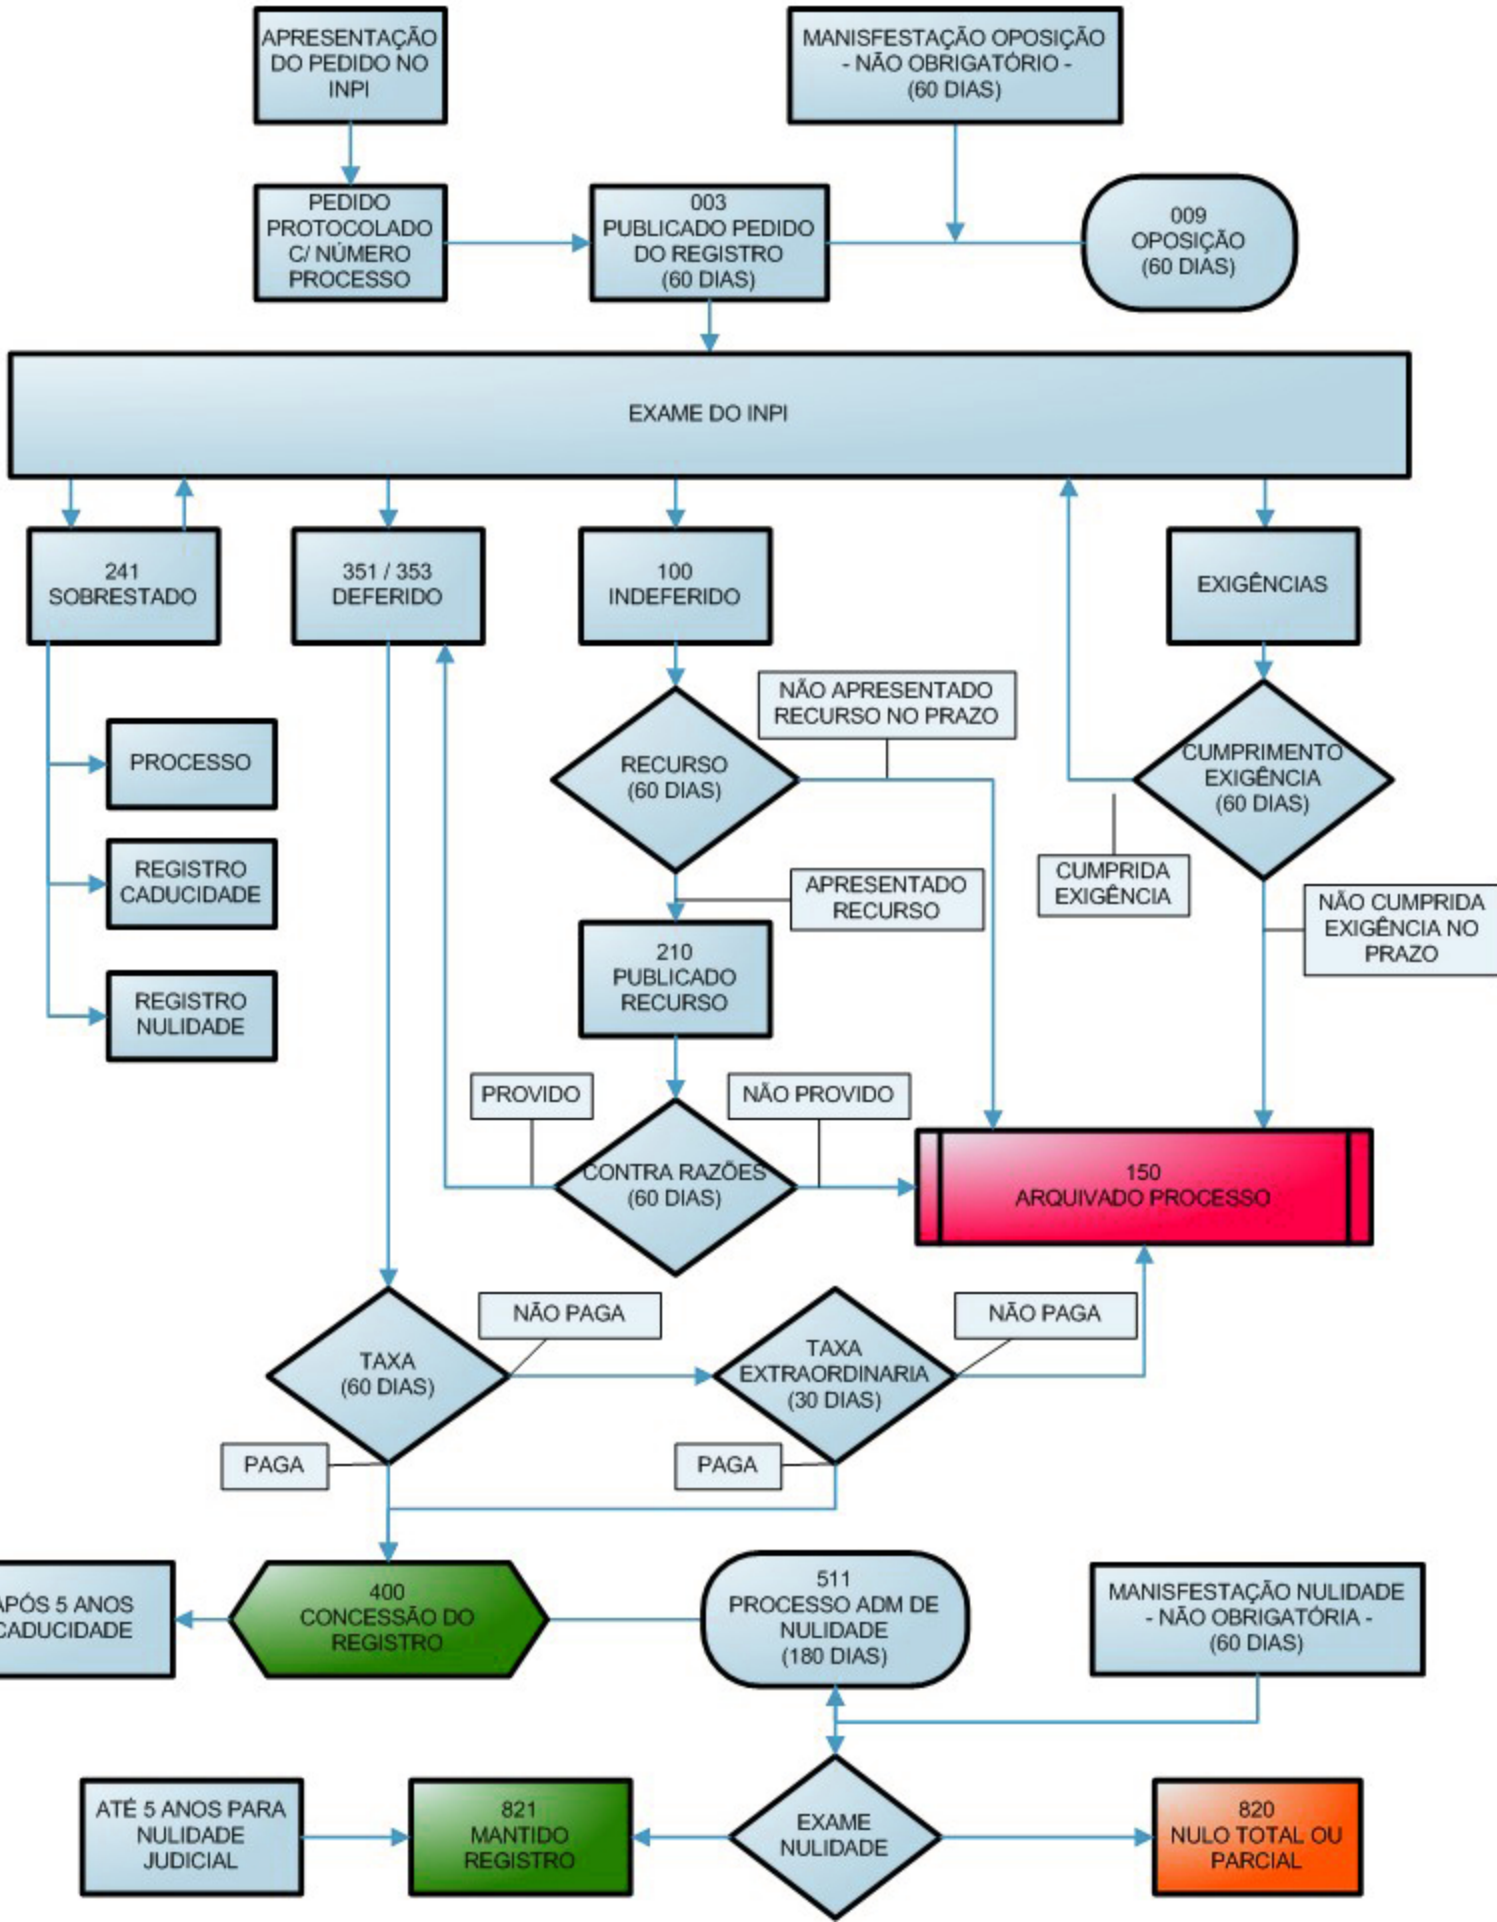 APRESENTAÇÃO
DO PEDIDO NO
INPI
MANISFESTAÇÃO OPOSIÇÃO
- NÃO OBRIGATÓRIO -
(60 DIAS)
PEDIDO
PROTOCOLADO
C/ NÚMERO
PROCESSO
003
PUBLICADO PEDIDO
DO REGISTRO
(60 DIAS)
009
OPOSIÇÃO
(60 DIAS)
EXAME DO INPI
241
SOBRESTADO
351 / 353
DEFERIDO
100
INDEFERIDO
EXIGÊNCIAS
PROCESSO
REGISTRO
CADUCIDADE
REGISTRO
NULIDADE
RECURSO
(60 DIAS)
NÃO APRESENTADO
RECURSO NO PRAZO
CUMPRIMENTO
EXIGÊNCIA
(60 DIAS)
CUMPRIDA
EXIGÊNCIA
APRESENTADO
RECURSO
NÃO CUMPRIDA
EXIGÊNCIA NO
PRAZO
210
PUBLICADO
RECURSO
PROVIDO
NÃO PROVIDO
CONTRA RAZÕES
(60 DIAS)
150
ARQUIVADO PROCESSO
TAXA
(60 DIAS)
NÃO PAGA
TAXA
EXTRAORDINARIA
(30 DIAS)
NÃO PAGA
PAGA
PAGA
APÓS 5 ANOS
CADUCIDADE
400
CONCESSÃO DO
REGISTRO
511
PROCESSO ADM DE
NULIDADE
(180 DIAS)
MANISFESTAÇÃO NULIDADE
- NÃO OBRIGATÓRIA -
(60 DIAS)
ATÉ 5 ANOS PARA
NULIDADE
JUDICIAL
821
MANTIDO
REGISTRO
EXAME
NULIDADE
820
NULO TOTAL OU
PARCIAL